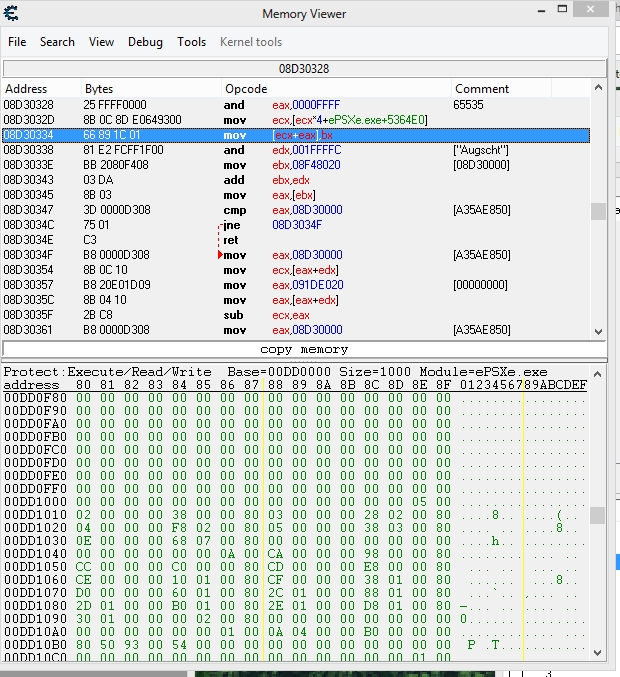 Memory Viewer
File Search View Debug Tools Kernel tools
08D30328
Address Bytes Opcode Comment
08D30328 25 FFFF0000 and eax,0000FFFF 65535
08D3032D 8B 0C 8D E0649300 mov ecx,[ecx*4+ePSXe.exe+5364E0]
08D30334 66 89 1C 01 mov [ecx+eax],bx
08D30338 81 E2 FCFF1F00 and edx,001FFFFC ["Augscht"]
08D3033E BB 2080F408 mov ebx,08F48020 [08D30000]
08D30343 03 DA add ebx,edx
08D30345 8B 03 mov eax,[ebx]
08D30347 3D 0000D308 cmp eax,08D30000 [A35AE850]
08D3034C 75 01 jne 08D3034F
08D3034E C3 ret
08D3034F B8 0000D308 mov eax,08D30000 [A35AE850]
08D30354 8B 0C 10 mov ecx,[eax+edx]
08D30357 B8 20E01D09 mov eax,091DE020 [00000000]
08D3035C 8B 04 10 mov eax,[eax+edx]
08D3035F 2B C8 sub ecx,eax
08D30361 B8 0000D308 mov eax,08D30000 [A35AE850]
copy memory
Protect:Execute/Read/Write Base=00DD0000 Size=1000 Module=ePSXe.exe
address 80 81 82 83 84 85 86 87 88 89 8A 8B 8C 8D 8E 8F 0123456789ABCDEF
00DD0F80 00 00 00 00 00 00 00 00 00 00 00 00 00 00 00 00 ................
00DD0F90 00 00 00 00 00 00 00 00 00 00 00 00 00 00 00 00 ................
00DD0FA0 00 00 00 00 00 00 00 00 00 00 00 00 00 00 00 00 ................
00DD0FB0 00 00 00 00 00 00 00 00 00 00 00 00 00 00 00 00 ................
00DD0FC0 00 00 00 00 00 00 00 00 00 00 00 00 00 00 00 00 ................
00DD0FD0 00 00 00 00 00 00 00 00 00 00 00 00 00 00 00 00 ................
00DD0FE0 00 00 00 00 00 00 00 00 00 00 00 00 00 00 00 00 ................
00DD0FF0 00 00 00 00 00 00 00 00 00 00 00 00 00 00 00 00 ................
00DD1000 00 00 00 00 00 00 00 00 00 00 00 00 00 00 05 00 ................
00DD1010 02 00 00 00 38 00 00 80 03 00 00 00 28 02 00 80 ....8.......(...
00DD1020 04 00 00 00 F8 02 00 80 05 00 00 00 38 03 00 80 ............8...
00DD1030 0E 00 00 00 68 07 00 80 00 00 00 00 00 00 00 00 ....h...........
00DD1040 00 00 00 00 00 00 0A 00 CA 00 00 00 98 00 00 80 ................
00DD1050 CC 00 00 00 C0 00 00 80 CD 00 00 00 E8 00 00 80 ................
00DD1060 CE 00 00 00 10 01 00 80 CF 00 00 00 38 01 00 80 ............8...
00DD1070 D0 00 00 00 60 01 00 80 2C 01 00 00 88 01 00 80 ....`...,.......
00DD1080 2D 01 00 00 B0 01 00 80 2E 01 00 00 D8 01 00 80 -...............
00DD1090 30 01 00 00 00 02 00 80 00 00 00 00 00 00 00 00 0...............
00DD10A0 00 00 00 00 00 00 01 00 0A 04 00 00 B0 00 00 00 ................
00DD10B0 80 50 93 00 54 00 00 00 00 00 00 00 00 00 00 00 .P..T...........
00DD10C0 00 00 00 00 00 00 00 00 00 00 00 00 00 00 01 00